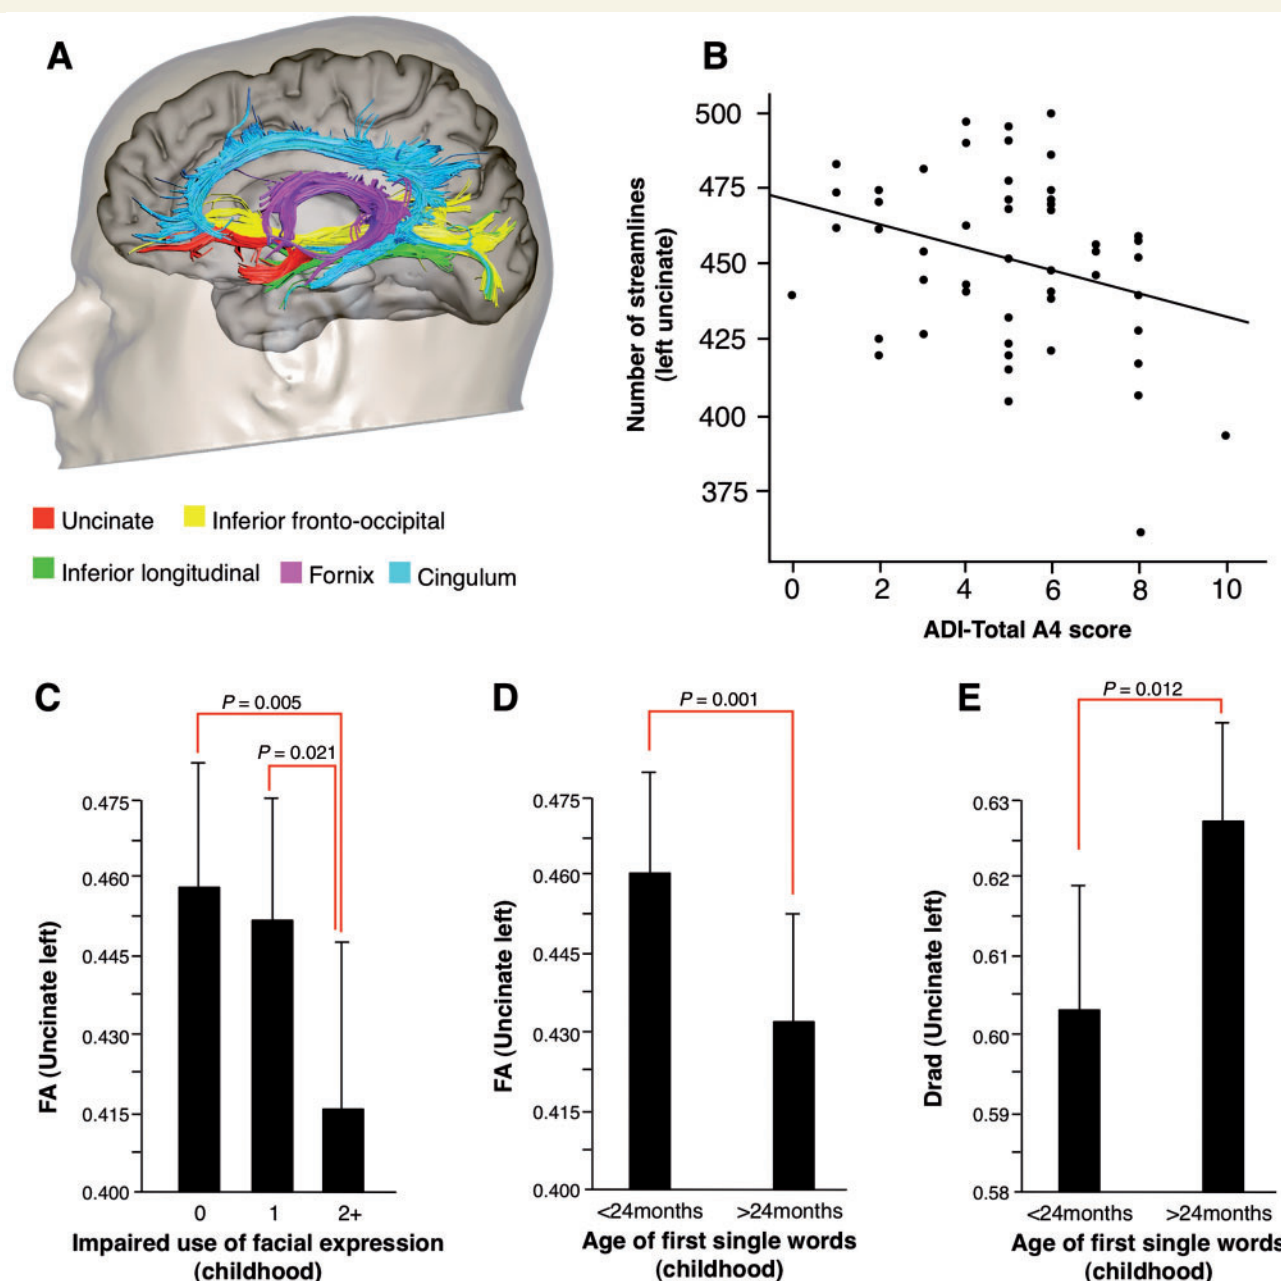 A
Uncinate
Inferior fronto-occipital
Inferior longitudinal
Fornix
Cingulum
B
500
475
450
425
400
375
Number of streamlines
(left uncinate)
0 2 4 6 8 10
ADI-Total A4 score
C
P = 0.005
P = 0.021
0.475
0.460
0.445
0.430
0.415
0.400
FA (Uncinate left)
0 1 2+
Impaired use of facial expression
(childhood)
D
P = 0.001
0.475
0.460
0.445
0.430
0.415
0.400
FA (Uncinate left)
<24months >24months
Age of first single words
(childhood)
E
P = 0.012
0.63
0.62
0.61
0.60
0.59
0.58
Drad (Uncinate left)
<24months >24months
Age of first single words
(childhood)